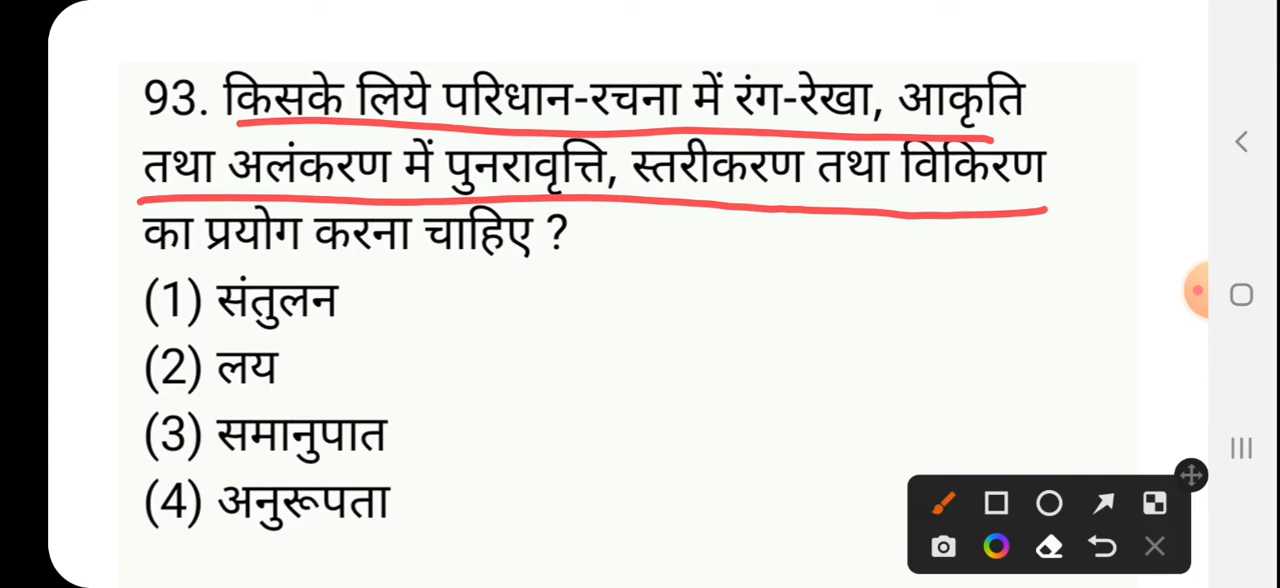 93. किसके लिये परिधान-रचना में रंग-रेखा, आकृति
तथा अलंकरण में पुनरावृत्ति, स्तरीकरण तथा विकिरण
का प्रयोग करना चाहिए ?
(1) संतुलन
(2) लय
(3) समानुपात
(4) अनुरूपता